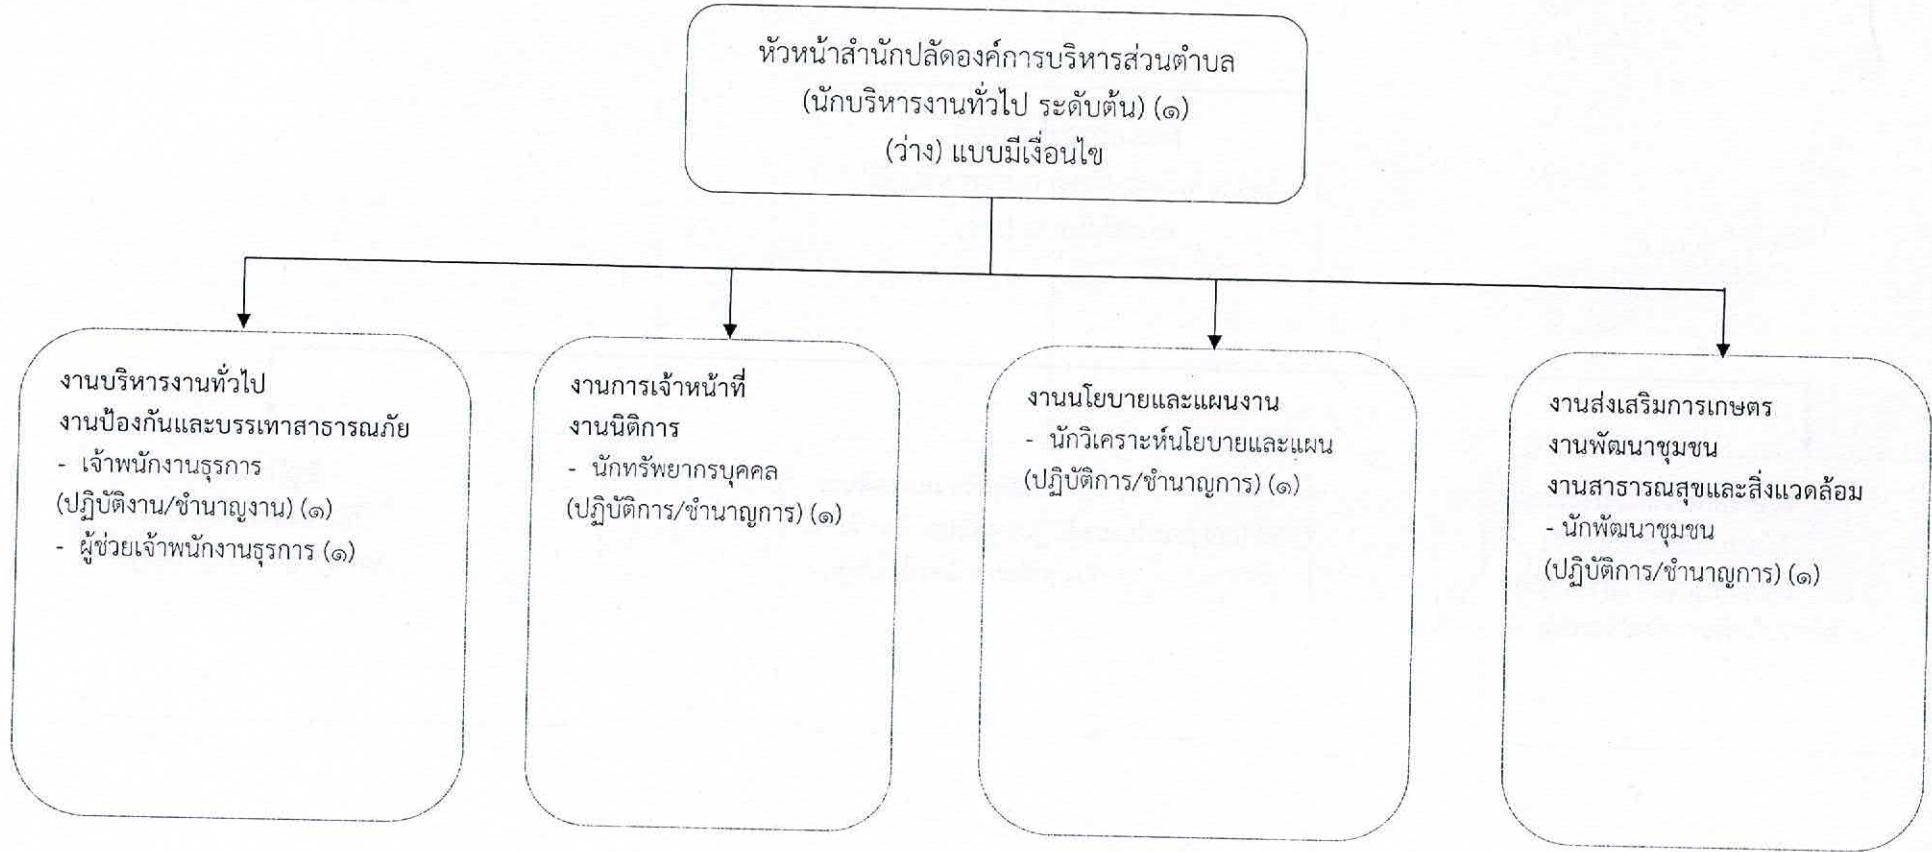 หัวหน้าสำนักปลัดองค์การบริหารส่วนตำบล
(นักบริหารงานทั่วไป ระดับต้น) (๑)
(ว่าง) แบบมีเงื่อนไข
งานบริหารงานทั่วไป
งานป้องกันและบรรเทาสาธารณภัย
- เจ้าพนักงานธุรการ
(ปฏิบัติงาน/ชำนาญงาน) (๑)
- ผู้ช่วยเจ้าพนักงานธุรการ (๑)
งานการเจ้าหน้าที่
งานนิติการ
- นักทรัพยากรบุคคล
(ปฏิบัติการ/ชำนาญการ) (๑)
งานนโยบายและแผนงาน
- นักวิเคราะห์นโยบายและแผน
(ปฏิบัติการ/ชำนาญการ) (๑)
งานส่งเสริมการเกษตร
งานพัฒนาชุมชน
งานสาธารณสุขและสิ่งแวดล้อม
- นักพัฒนาชุมชน
(ปฏิบัติการ/ชำนาญการ) (๑)